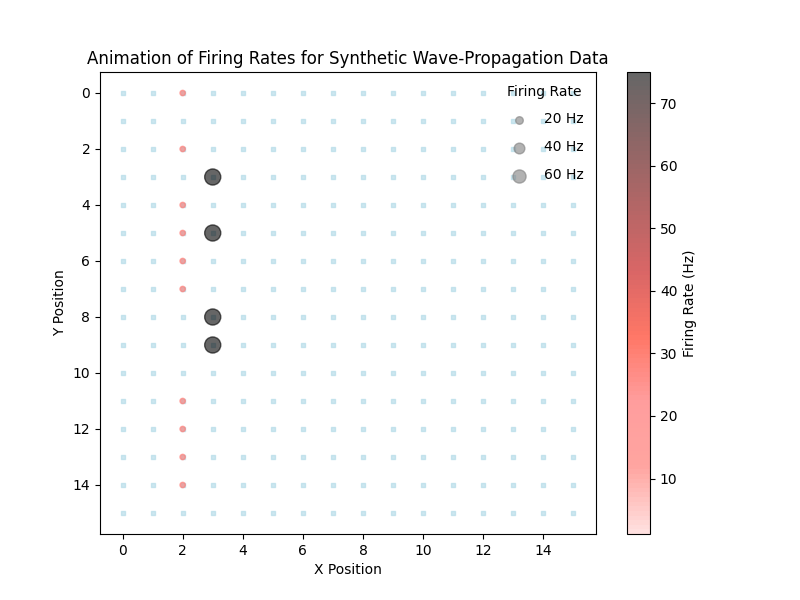 Animation of Firing Rates for Synthetic Wave-Propagation Data
Firing Rate
20 Hz
40 Hz
60 Hz
0
2
4
6
8
10
12
14
Y Position
0 2 4 6 8 10 12 14
X Position
70
60
50
40
30
20
10
Firing Rate (Hz)